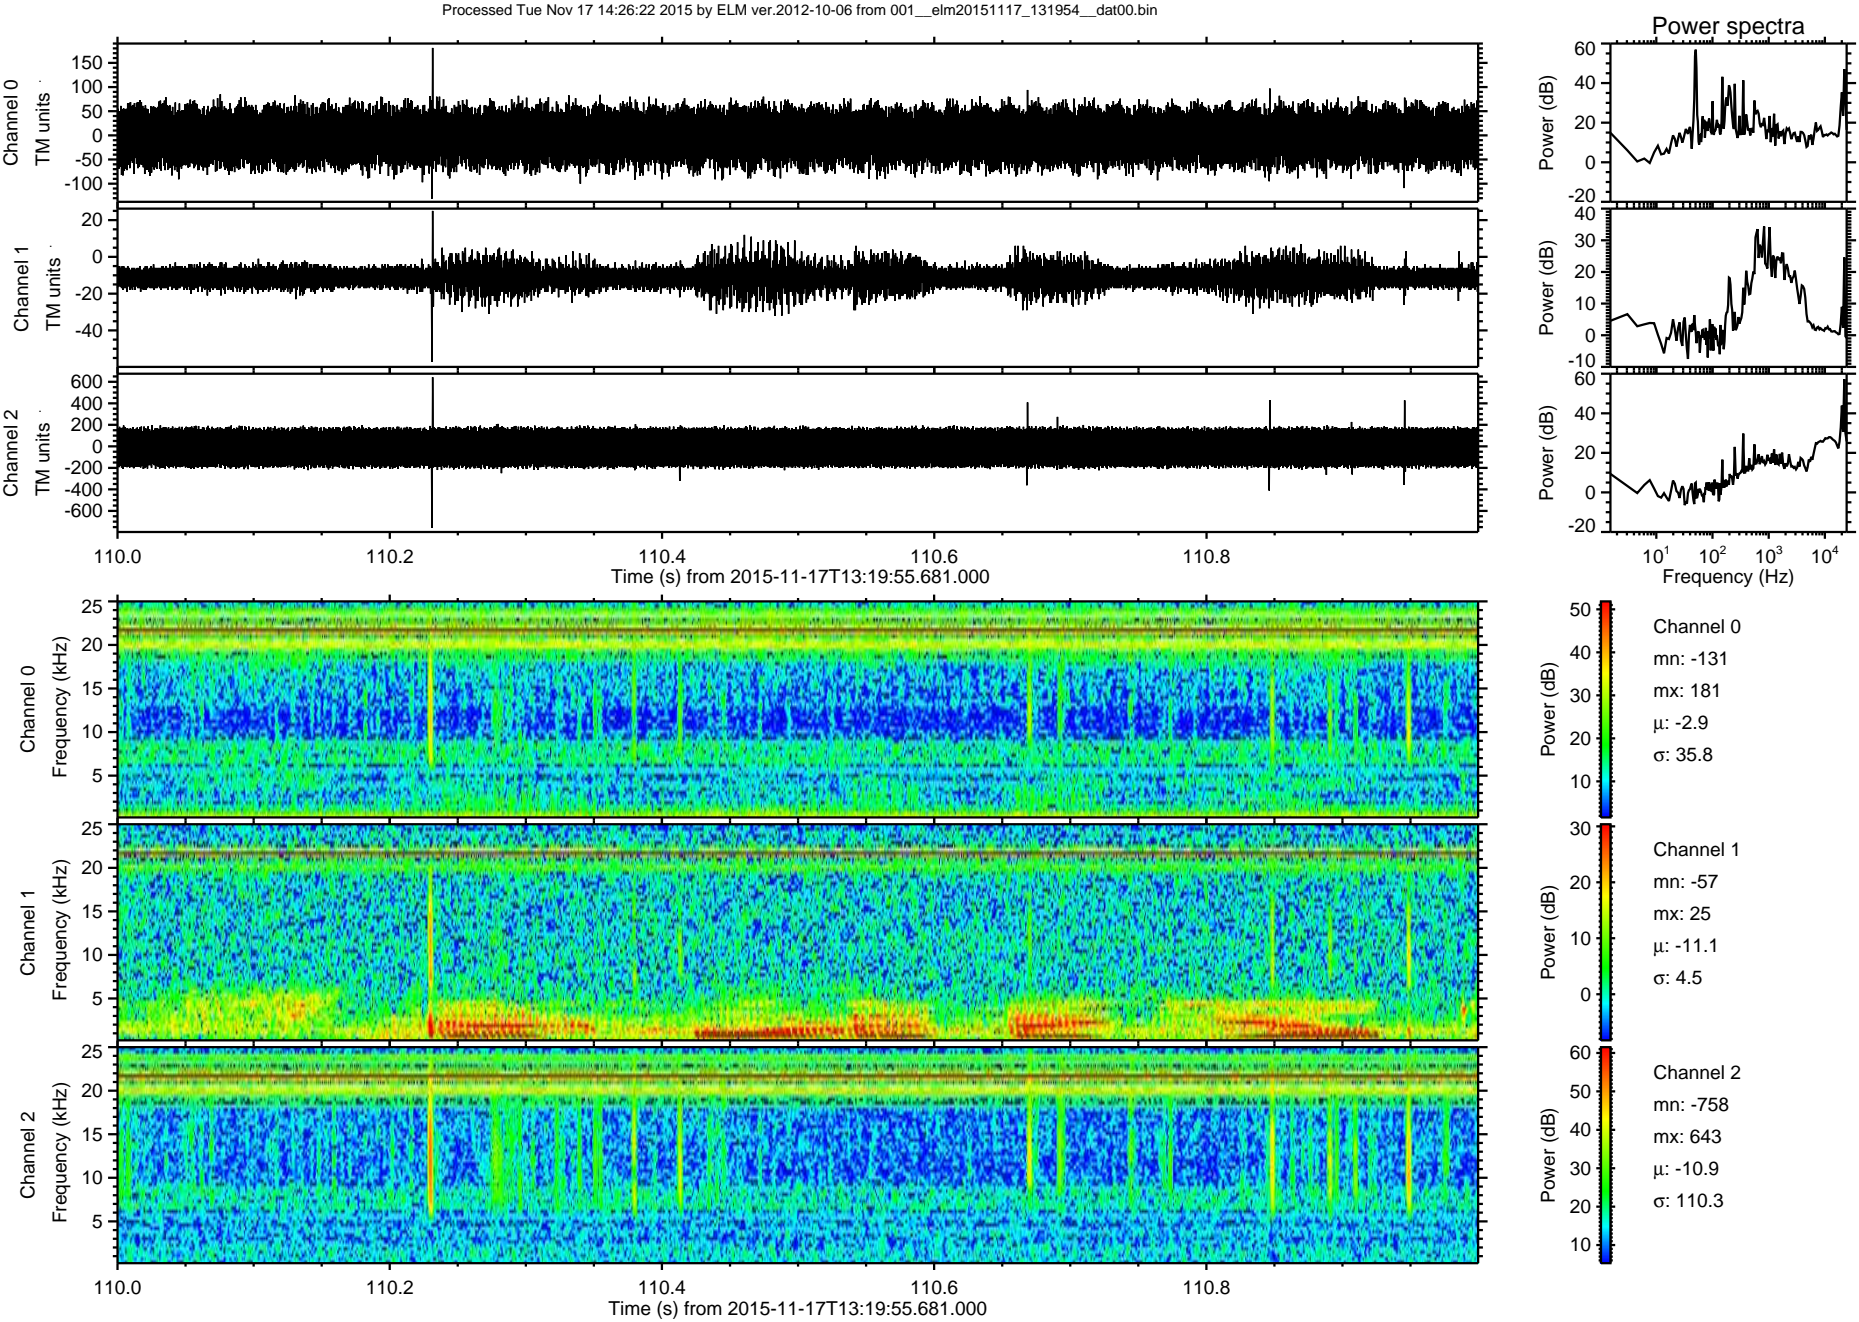 Processed Tue Nov 17 14:26:22 2015 by ELM ver.2012-10-06 from 001__elm20151117_131954__dat00.bin
Power spectra
Channel 0
TM units
150
100
50
0
-50
-100
Power (dB)
60
40
20
0
-20
Channel 1
TM units
20
0
-20
-40
Power (dB)
40
30
20
10
0
-10
Channel 2
TM units
600
400
200
0
-200
-400
-600
Power (dB)
60
40
20
0
-20
110.0 110.2 110.4 110.6 110.8
Time (s) from 2015-11-17T13:19:55.681.000
10¹ 10² 10³ 10⁴
Frequency (Hz)
Channel 0
Frequency (kHz)
25
20
15
10
5
Power (dB)
50
40
30
20
10
Channel 0
mn: -131
mx: 181
μ: -2.9
σ: 35.8
Channel 1
Frequency (kHz)
25
20
15
10
5
Power (dB)
30
20
10
0
Channel 1
mn: -57
mx: 25
μ: -11.1
σ: 4.5
Channel 2
Frequency (kHz)
25
20
15
10
5
Power (dB)
60
50
40
30
20
10
Channel 2
mn: -758
mx: 643
μ: -10.9
σ: 110.3
110.0 110.2 110.4 110.6 110.8
Time (s) from 2015-11-17T13:19:55.681.000